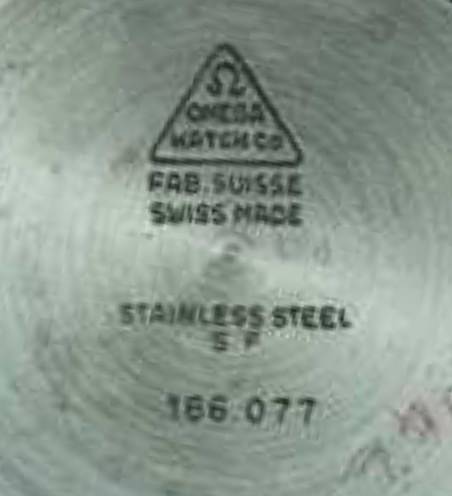 Ω
OMEGA
WATCH CO
FAB. SUISSE
SWISS MADE
STAINLESS STEEL
S F
166.077